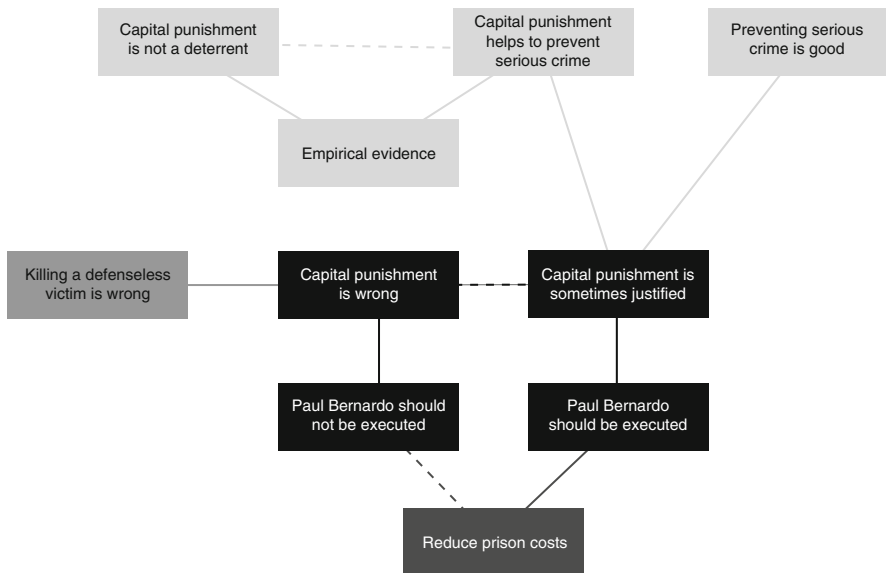 Capital punishment
is not a deterrent
Capital punishment
helps to prevent
serious crime
Preventing serious
crime is good
Empirical evidence
Killing a defenseless
victim is wrong
Capital punishment
is wrong
Capital punishment is
sometimes justified
Paul Bernardo should
not be executed
Paul Bernardo
should be executed
Reduce prison costs